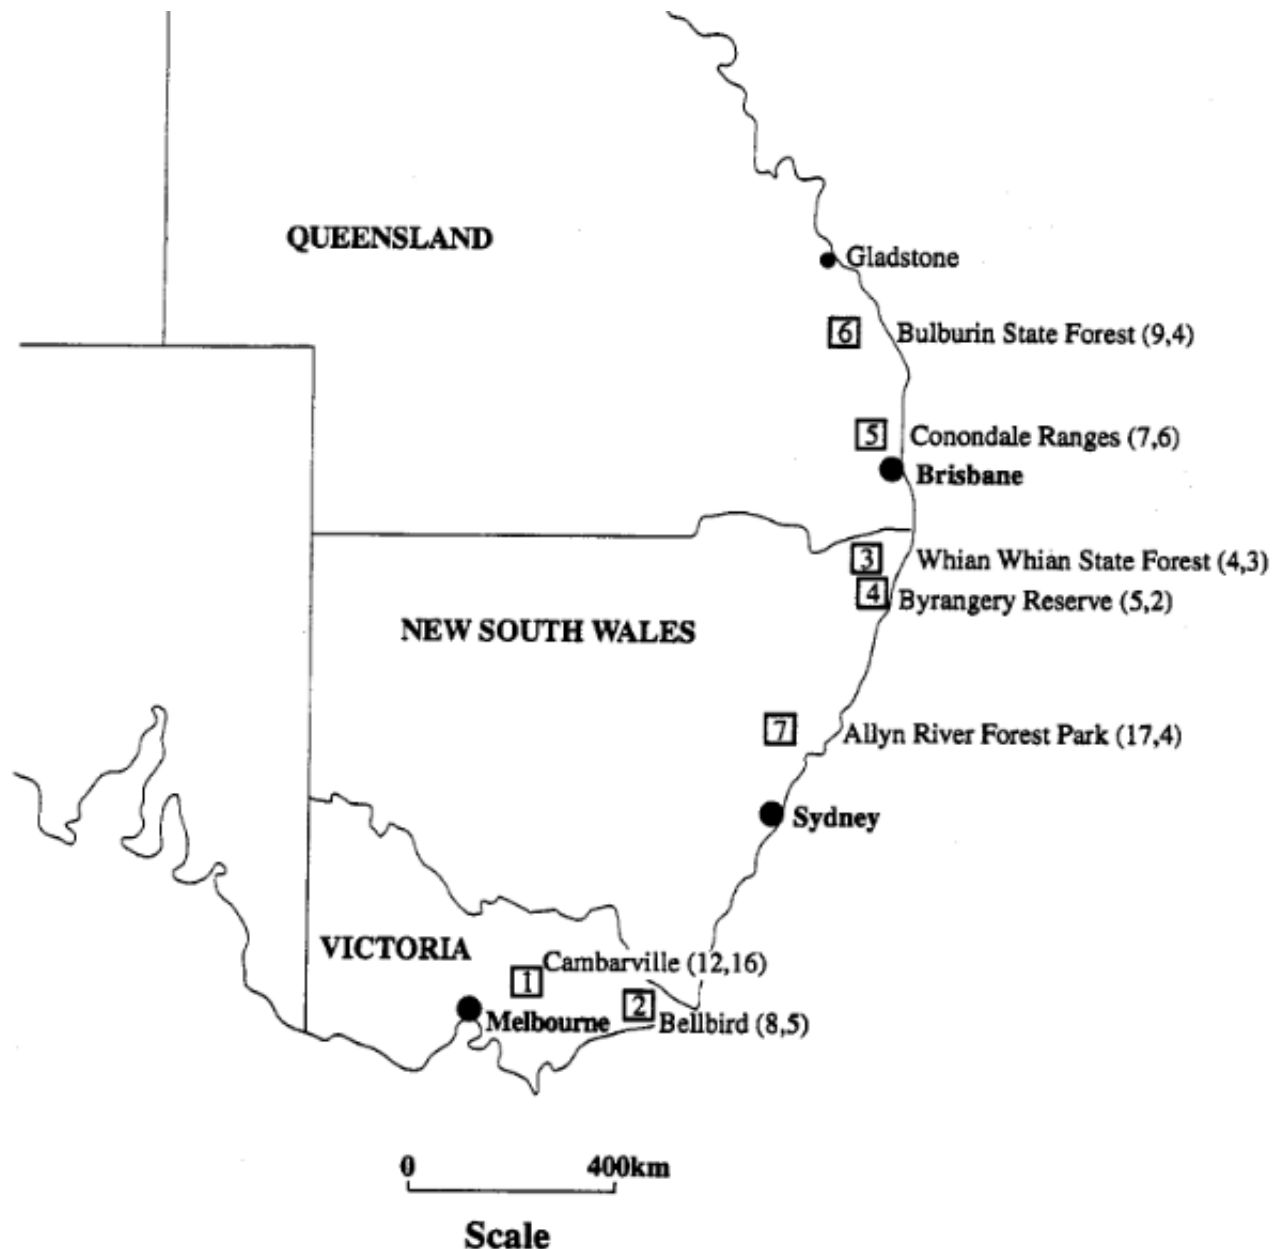 QUEENSLAND
Gladstone
6 Bulburin State Forest (9,4)
5 Conondale Ranges (7,6)
Brisbane
3 Whian Whian State Forest (4,3)
4 Byrangery Reserve (5,2)
NEW SOUTH WALES
7 Allyn River Forest Park (17,4)
Sydney
VICTORIA
1 Cambarville (12,16)
2 Bellbird (8,5)
Melbourne
0 400km
Scale